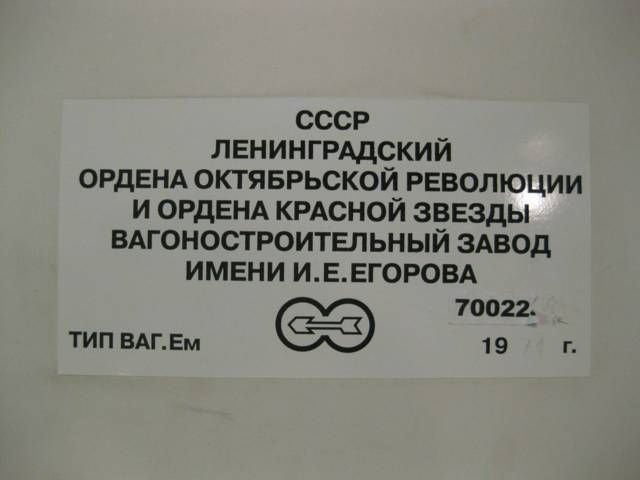 СССР
ЛЕНИНГРАДСКИЙ
ОРДЕНА ОКТЯБРЬСКОЙ РЕВОЛЮЦИИ
И ОРДЕНА КРАСНОЙ ЗВЕЗДЫ
ВАГОНОСТРОИТЕЛЬНЫЙ ЗАВОД
ИМЕНИ И.Е.ЕГОРОВА
70022
ТИП ВАГ.Ем 19 г.